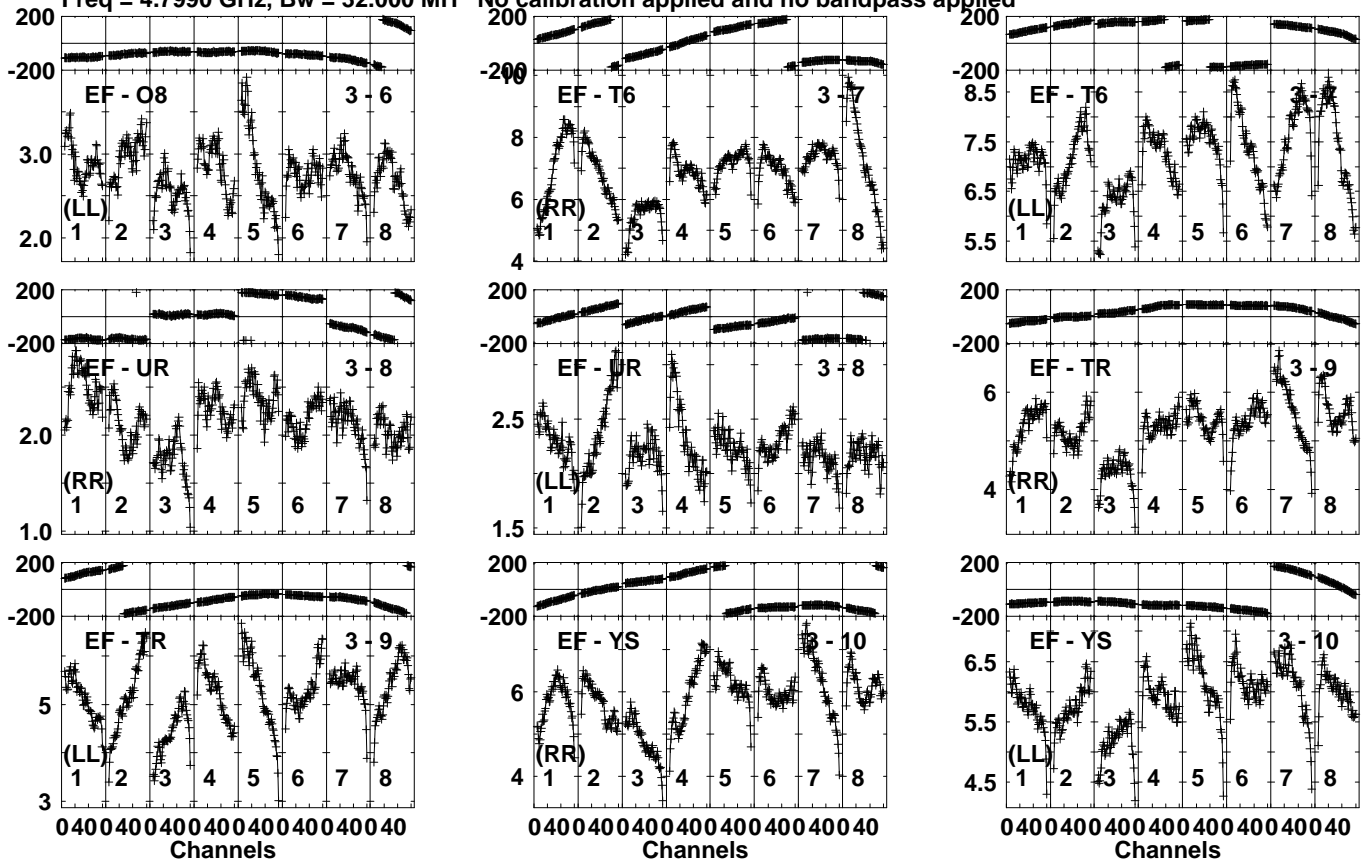 Freq = 4.7990 GHz, Bw = 32.000 MH No calibration applied and no bandpass applied
200
-200
EF - O8 3 - 6
3.0
2.0
(LL)
1 2 3 4 5 6 7 8
200
-200
10
EF - T6 3 - 7
8
6
4
(RR)
1 2 3 4 5 6 7 8
200
-200
EF - T6 3 - 7
8.5
7.5
6.5
5.5
(LL)
1 2 3 4 5 6 7 8
200
-200
EF - UR 3 - 8
2.0
1.0
(RR)
1 2 3 4 5 6 7 8
200
-200
EF - UR 3 - 8
2.5
1.5
(LL)
1 2 3 4 5 6 7 8
200
-200
EF - TR 3 - 9
6
4
(RR)
1 2 3 4 5 6 7 8
200
-200
EF - TR 3 - 9
5
3
(LL)
1 2 3 4 5 6 7 8
200
-200
EF - YS 3 - 10
6
4
(RR)
1 2 3 4 5 6 7 8
200
-200
EF - YS 3 - 10
6.5
5.5
4.5
(LL)
1 2 3 4 5 6 7 8
0 40 0 40 0 40 0 40 0 40 0 40 0 40 0 40
Channels
0 40 0 40 0 40 0 40 0 40 0 40 0 40 0 40
Channels
0 40 0 40 0 40 0 40 0 40 0 40 0 40 0 40
Channels